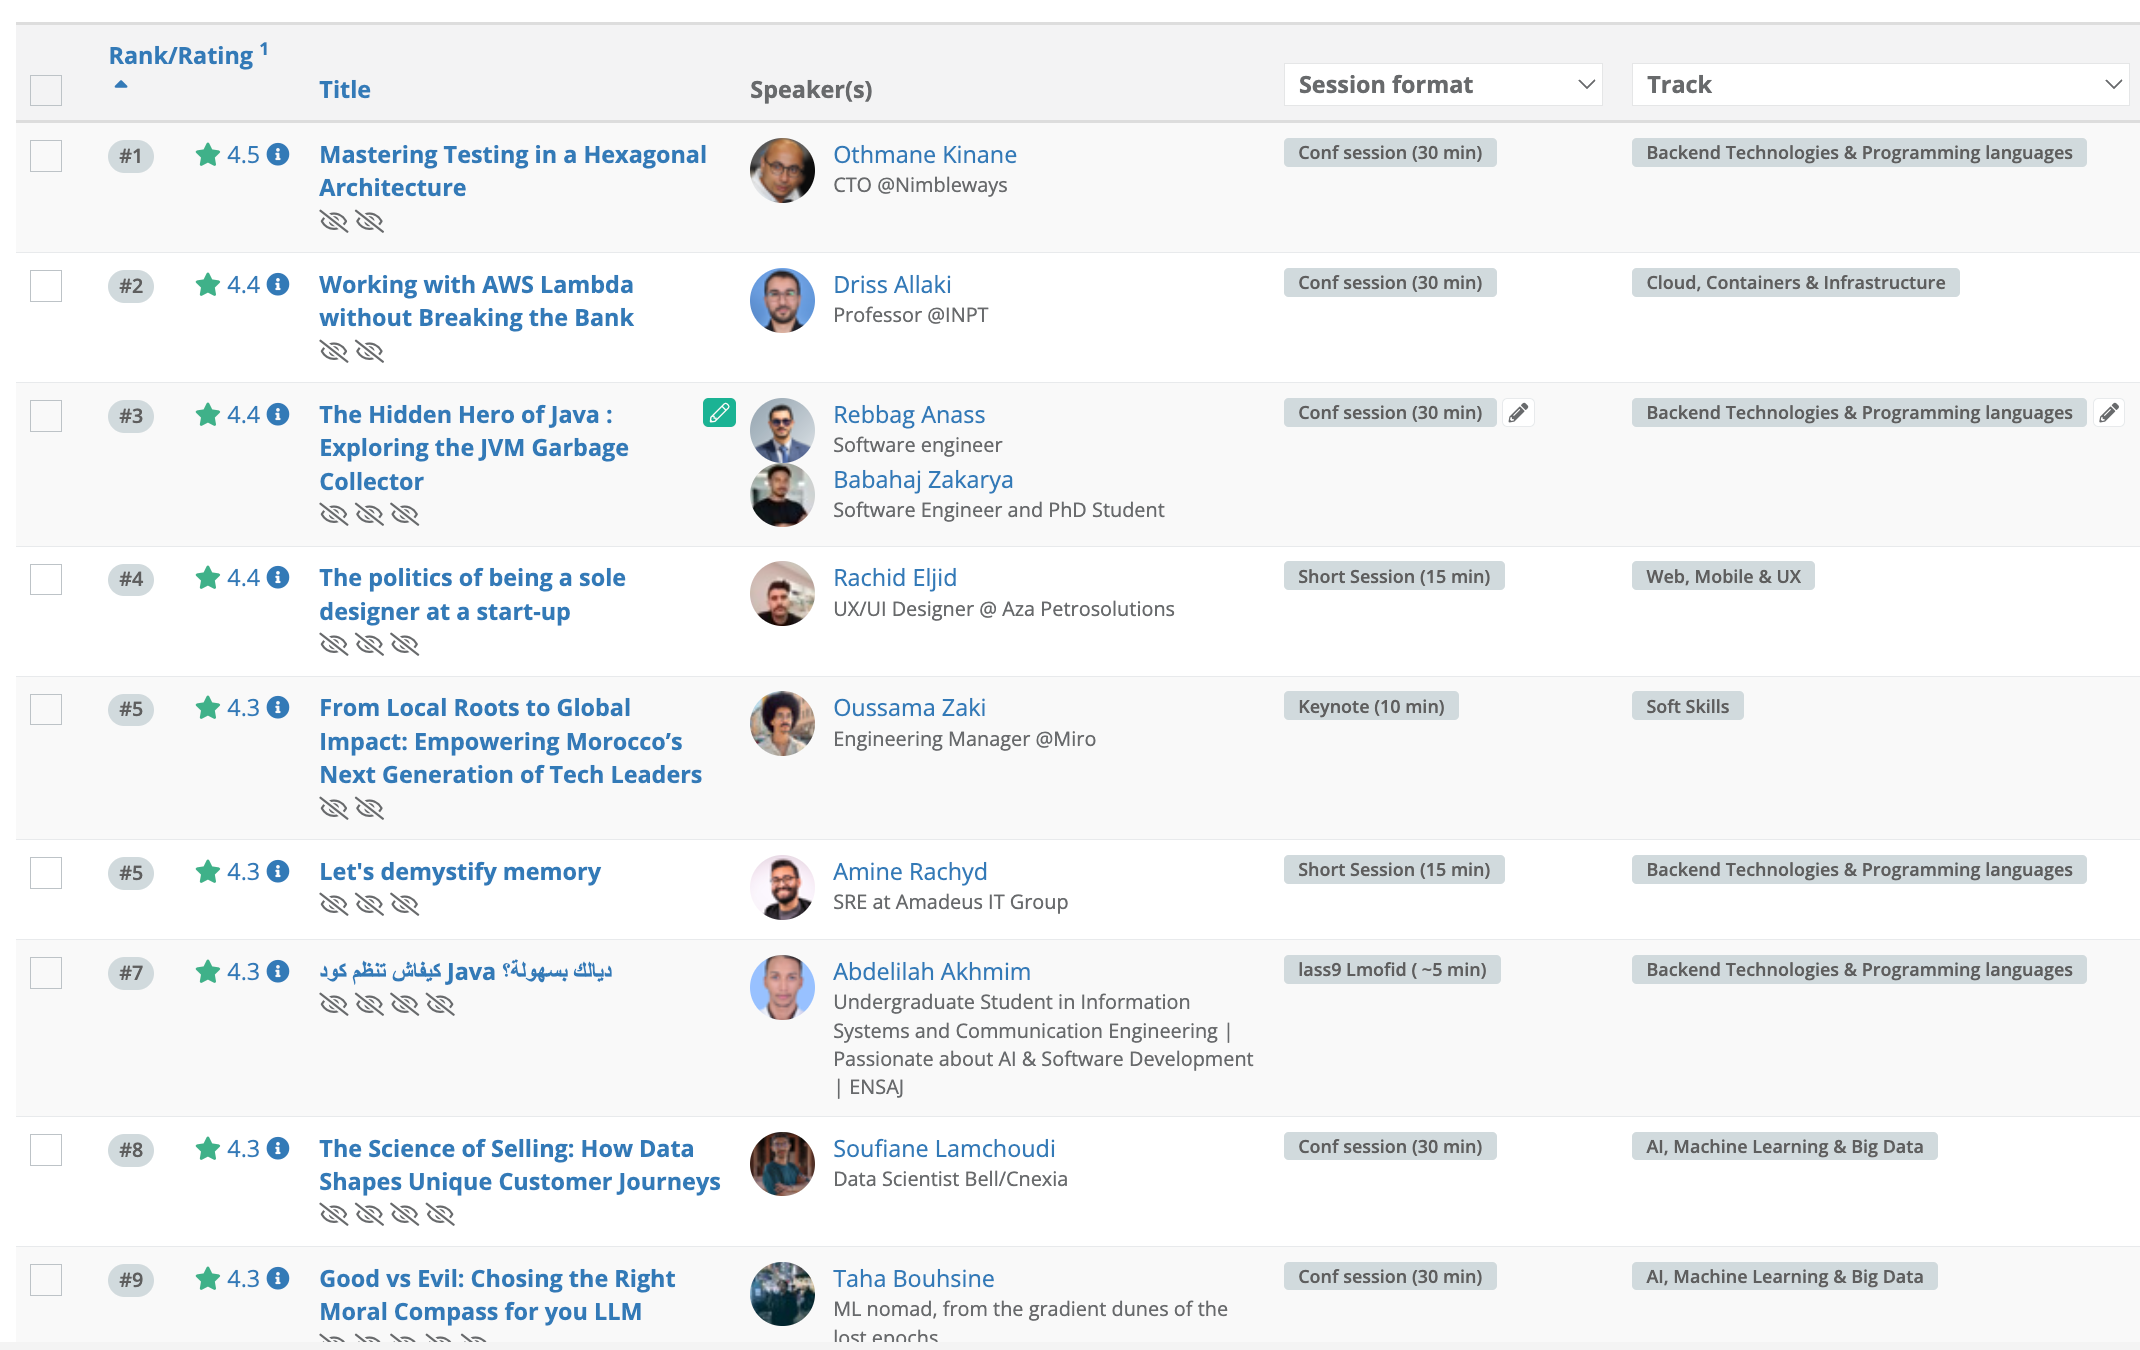 Rank/Rating 1
Title
Speaker(s)
Session format
Track
#1
4.5
Mastering Testing in a Hexagonal
Architecture
Othmane Kinane
CTO @Nimbleways
Conf session (30 min)
Backend Technologies & Programming languages
#2
4.4
Working with AWS Lambda
without Breaking the Bank
Driss Allaki
Professor @INPT
Conf session (30 min)
Cloud, Containers & Infrastructure
#3
4.4
The Hidden Hero of Java :
Exploring the JVM Garbage
Collector
Rebbag Anass
Software engineer
Babahaj Zakarya
Software Engineer and PhD Student
Conf session (30 min)
Backend Technologies & Programming languages
#4
4.4
The politics of being a sole
designer at a start-up
Rachid Eljid
UX/UI Designer @ Aza Petrosolutions
Short Session (15 min)
Web, Mobile & UX
#5
4.3
From Local Roots to Global
Impact: Empowering Morocco’s
Next Generation of Tech Leaders
Oussama Zaki
Engineering Manager @Miro
Keynote (10 min)
Soft Skills
#5
4.3
Let's demystify memory
Amine Rachyd
SRE at Amadeus IT Group
Short Session (15 min)
Backend Technologies & Programming languages
#7
4.3
كيفاش تنظم كود Java ديالك بسهولة؟
Abdelilah Akhmim
Undergraduate Student in Information
Systems and Communication Engineering |
Passionate about AI & Software Development
| ENSAJ
lass9 Lmofid ( ~5 min)
Backend Technologies & Programming languages
#8
4.3
The Science of Selling: How Data
Shapes Unique Customer Journeys
Soufiane Lamchoudi
Data Scientist Bell/Cnexia
Conf session (30 min)
AI, Machine Learning & Big Data
#9
4.3
Good vs Evil: Chosing the Right
Moral Compass for you LLM
Taha Bouhsine
ML nomad, from the gradient dunes of the
lost epochs
Conf session (30 min)
AI, Machine Learning & Big Data